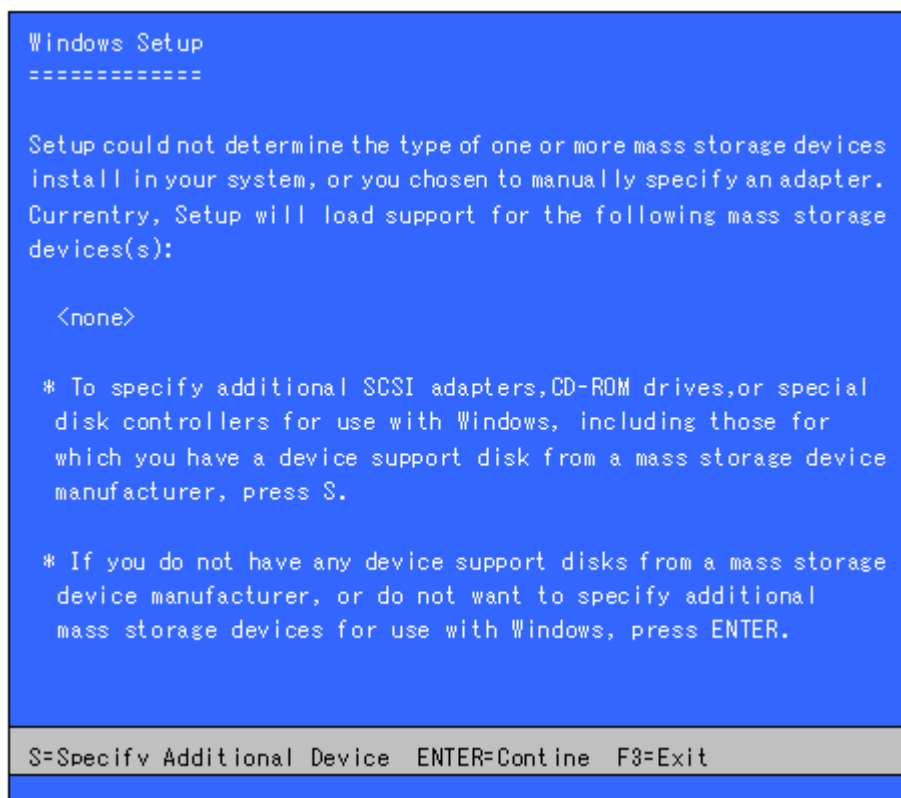 Windows Setup
=============
Setup could not determine the type of one or more mass storage devices
install in your system, or you chosen to manually specify an adapter.
Currentry, Setup will load support for the following mass storage
devices(s):
<none>
* To specify additional SCSI adapters,CD-ROM drives,or special
disk controllers for use with Windows, including those for
which you have a device support disk from a mass storage device
manufacturer, press S.
* If you do not have any device support disks from a mass storage
device manufacturer, or do not want to specify additional
mass storage devices for use with Windows, press ENTER.
S=Specify Additional Device ENTER=Contine F3=Exit